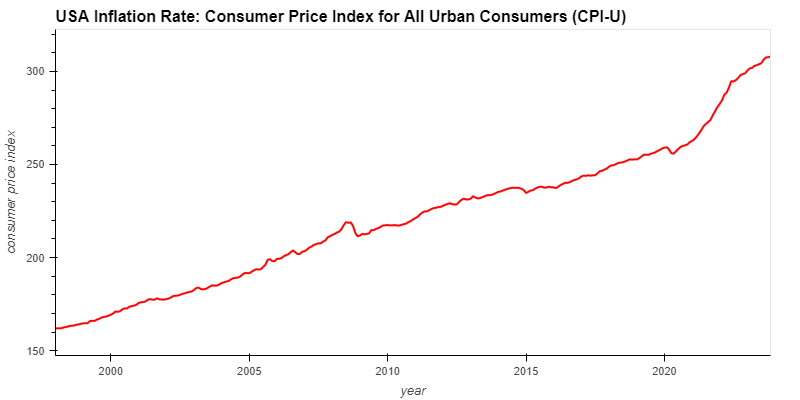 USA Inflation Rate: Consumer Price Index for All Urban Consumers (CPI-U)
300
250
200
150
consumer price index
2000 2005 2010 2015 2020
year